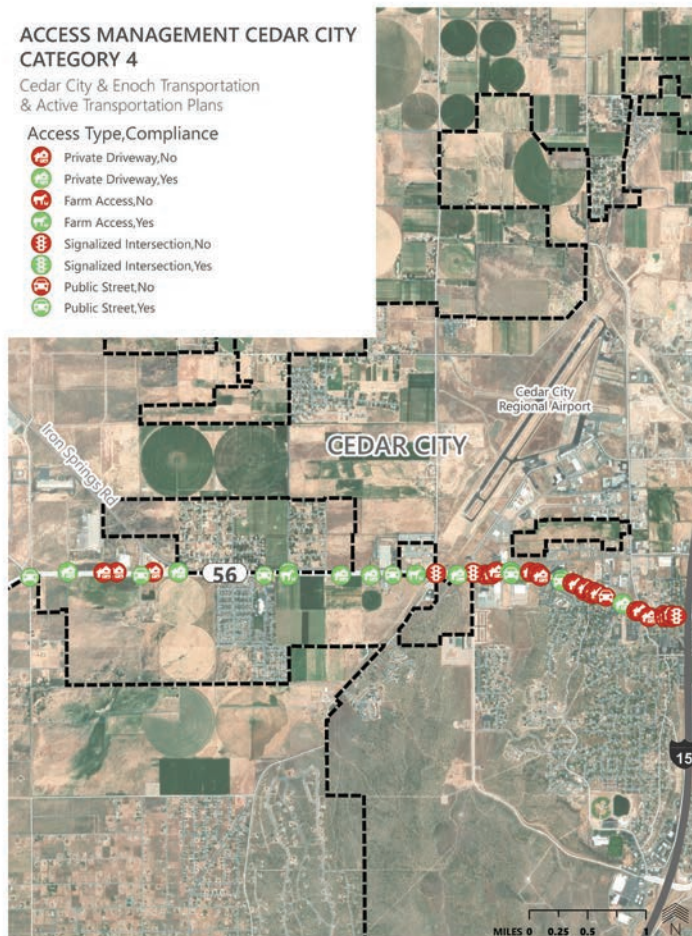 ACCESS MANAGEMENT CEDAR CITY
CATEGORY 4
Cedar City & Enoch Transportation
& Active Transportation Plans
Access Type,Compliance
Private Driveway,No
Private Driveway,Yes
Farm Access,No
Farm Access,Yes
Signalized Intersection,No
Signalized Intersection,Yes
Public Street,No
Public Street,Yes
Cedar City
Regional Airport
CEDAR CITY
Iron Springs Rd
56
15
MILES 0 0.25 0.5 1
N